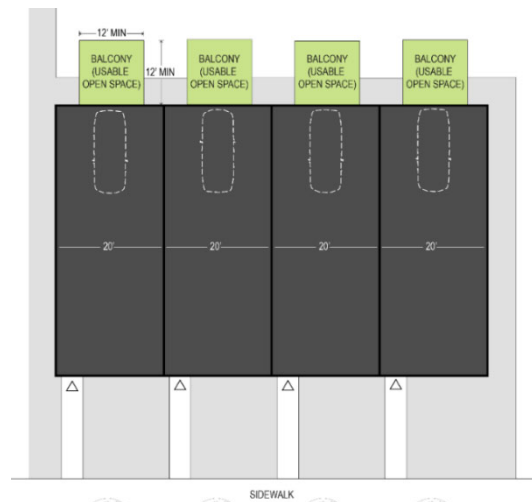 12' MIN
BALCONY
(USABLE
OPEN SPACE)
12' MIN
BALCONY
(USABLE
OPEN SPACE)
BALCONY
(USABLE
OPEN SPACE)
BALCONY
(USABLE
OPEN SPACE)
20'
20'
20'
20'
SIDEWALK